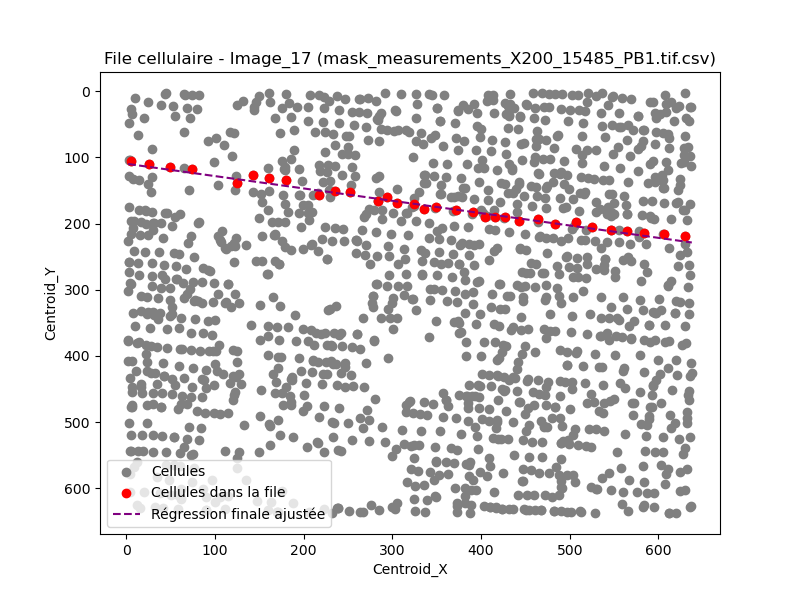 File cellulaire - Image_17 (mask_measurements_X200_15485_PB1.tif.csv)
0
100
200
300
400
500
600
Centroid_Y
Cellules
Cellules dans la file
Régression finale ajustée
0 100 200 300 400 500 600
Centroid_X